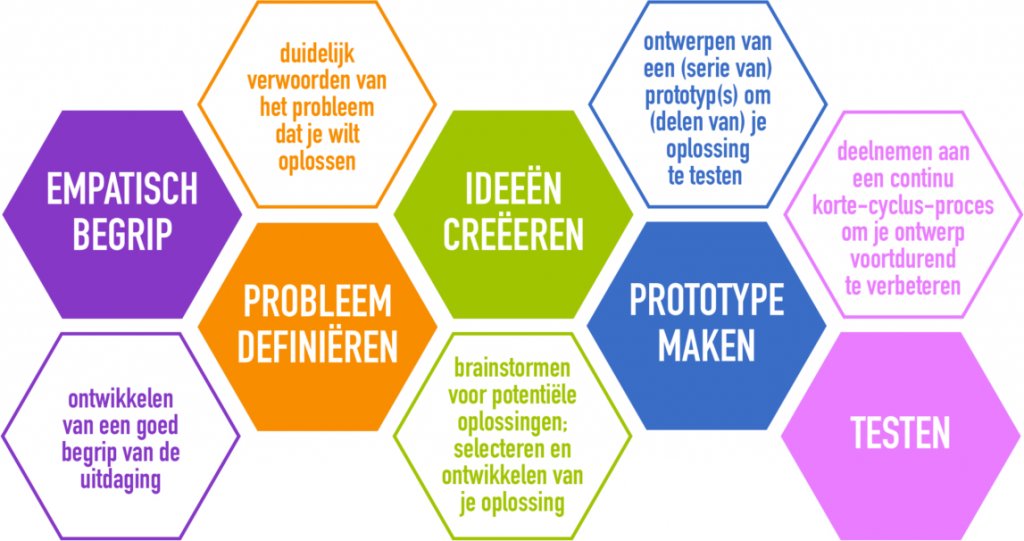 EMPATISCH
BEGRIP
ontwikkelen
van een goed
begrip van de
uitdaging
duidelijk
verwoorden van
het probleem
dat je wilt
oplossen
PROBLEEM
DEFINIËREN
IDEEËN
CREËEREN
brainstormen
voor potentiële
oplossingen;
selecteren en
ontwikkelen van
je oplossing
ontwerpen van
een (serie van)
prototyp(s) om
(delen van) je
oplossing
te testen
PROTOTYPE
MAKEN
deelnemen aan
een continu
korte-cyclus-proces
om je ontwerp
voortdurend
te verbeteren
TESTEN